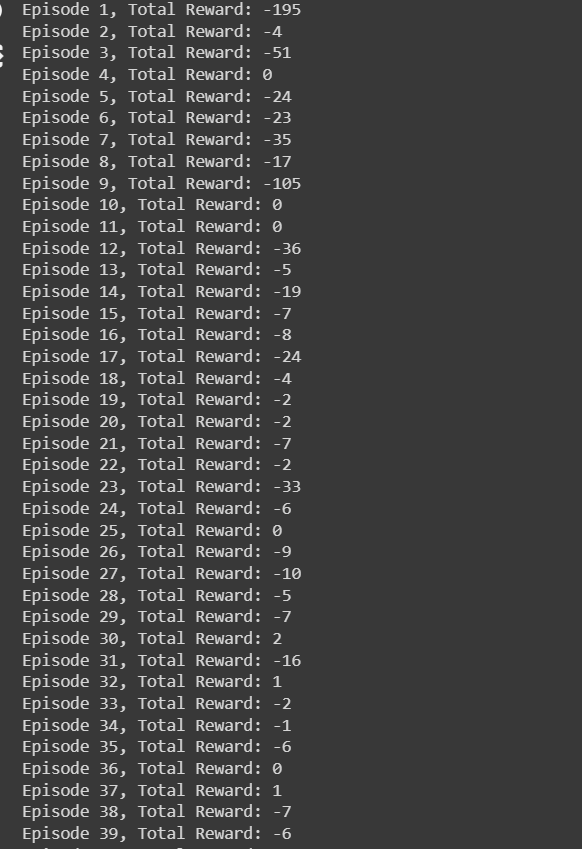 Episode 1, Total Reward: -195
Episode 2, Total Reward: -4
Episode 3, Total Reward: -51
Episode 4, Total Reward: 0
Episode 5, Total Reward: -24
Episode 6, Total Reward: -23
Episode 7, Total Reward: -35
Episode 8, Total Reward: -17
Episode 9, Total Reward: -105
Episode 10, Total Reward: 0
Episode 11, Total Reward: 0
Episode 12, Total Reward: -36
Episode 13, Total Reward: -5
Episode 14, Total Reward: -19
Episode 15, Total Reward: -7
Episode 16, Total Reward: -8
Episode 17, Total Reward: -24
Episode 18, Total Reward: -4
Episode 19, Total Reward: -2
Episode 20, Total Reward: -2
Episode 21, Total Reward: -7
Episode 22, Total Reward: -2
Episode 23, Total Reward: -33
Episode 24, Total Reward: -6
Episode 25, Total Reward: 0
Episode 26, Total Reward: -9
Episode 27, Total Reward: -10
Episode 28, Total Reward: -5
Episode 29, Total Reward: -7
Episode 30, Total Reward: 2
Episode 31, Total Reward: -16
Episode 32, Total Reward: 1
Episode 33, Total Reward: -2
Episode 34, Total Reward: -1
Episode 35, Total Reward: -6
Episode 36, Total Reward: 0
Episode 37, Total Reward: 1
Episode 38, Total Reward: -7
Episode 39, Total Reward: -6